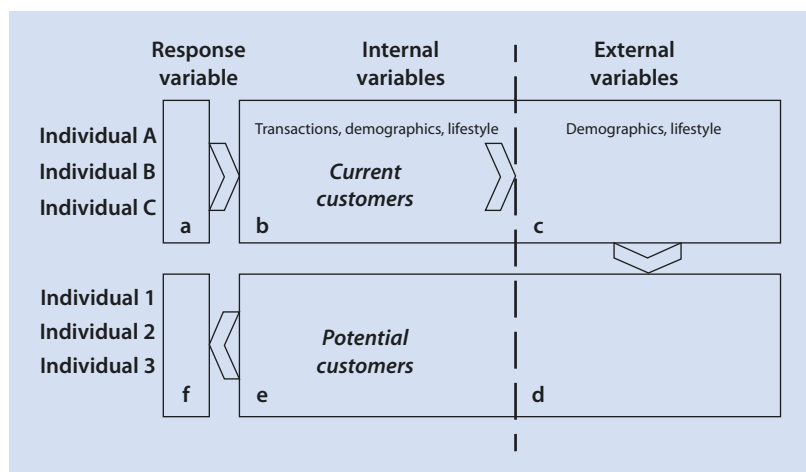 Response
variable
Internal
variables
External
variables
Individual A
Individual B
Individual C
Transactions, demographics, lifestyle
Current
customers
Demographics, lifestyle
a
b
c
Individual 1
Individual 2
Individual 3
Potential
customers
f
e
d